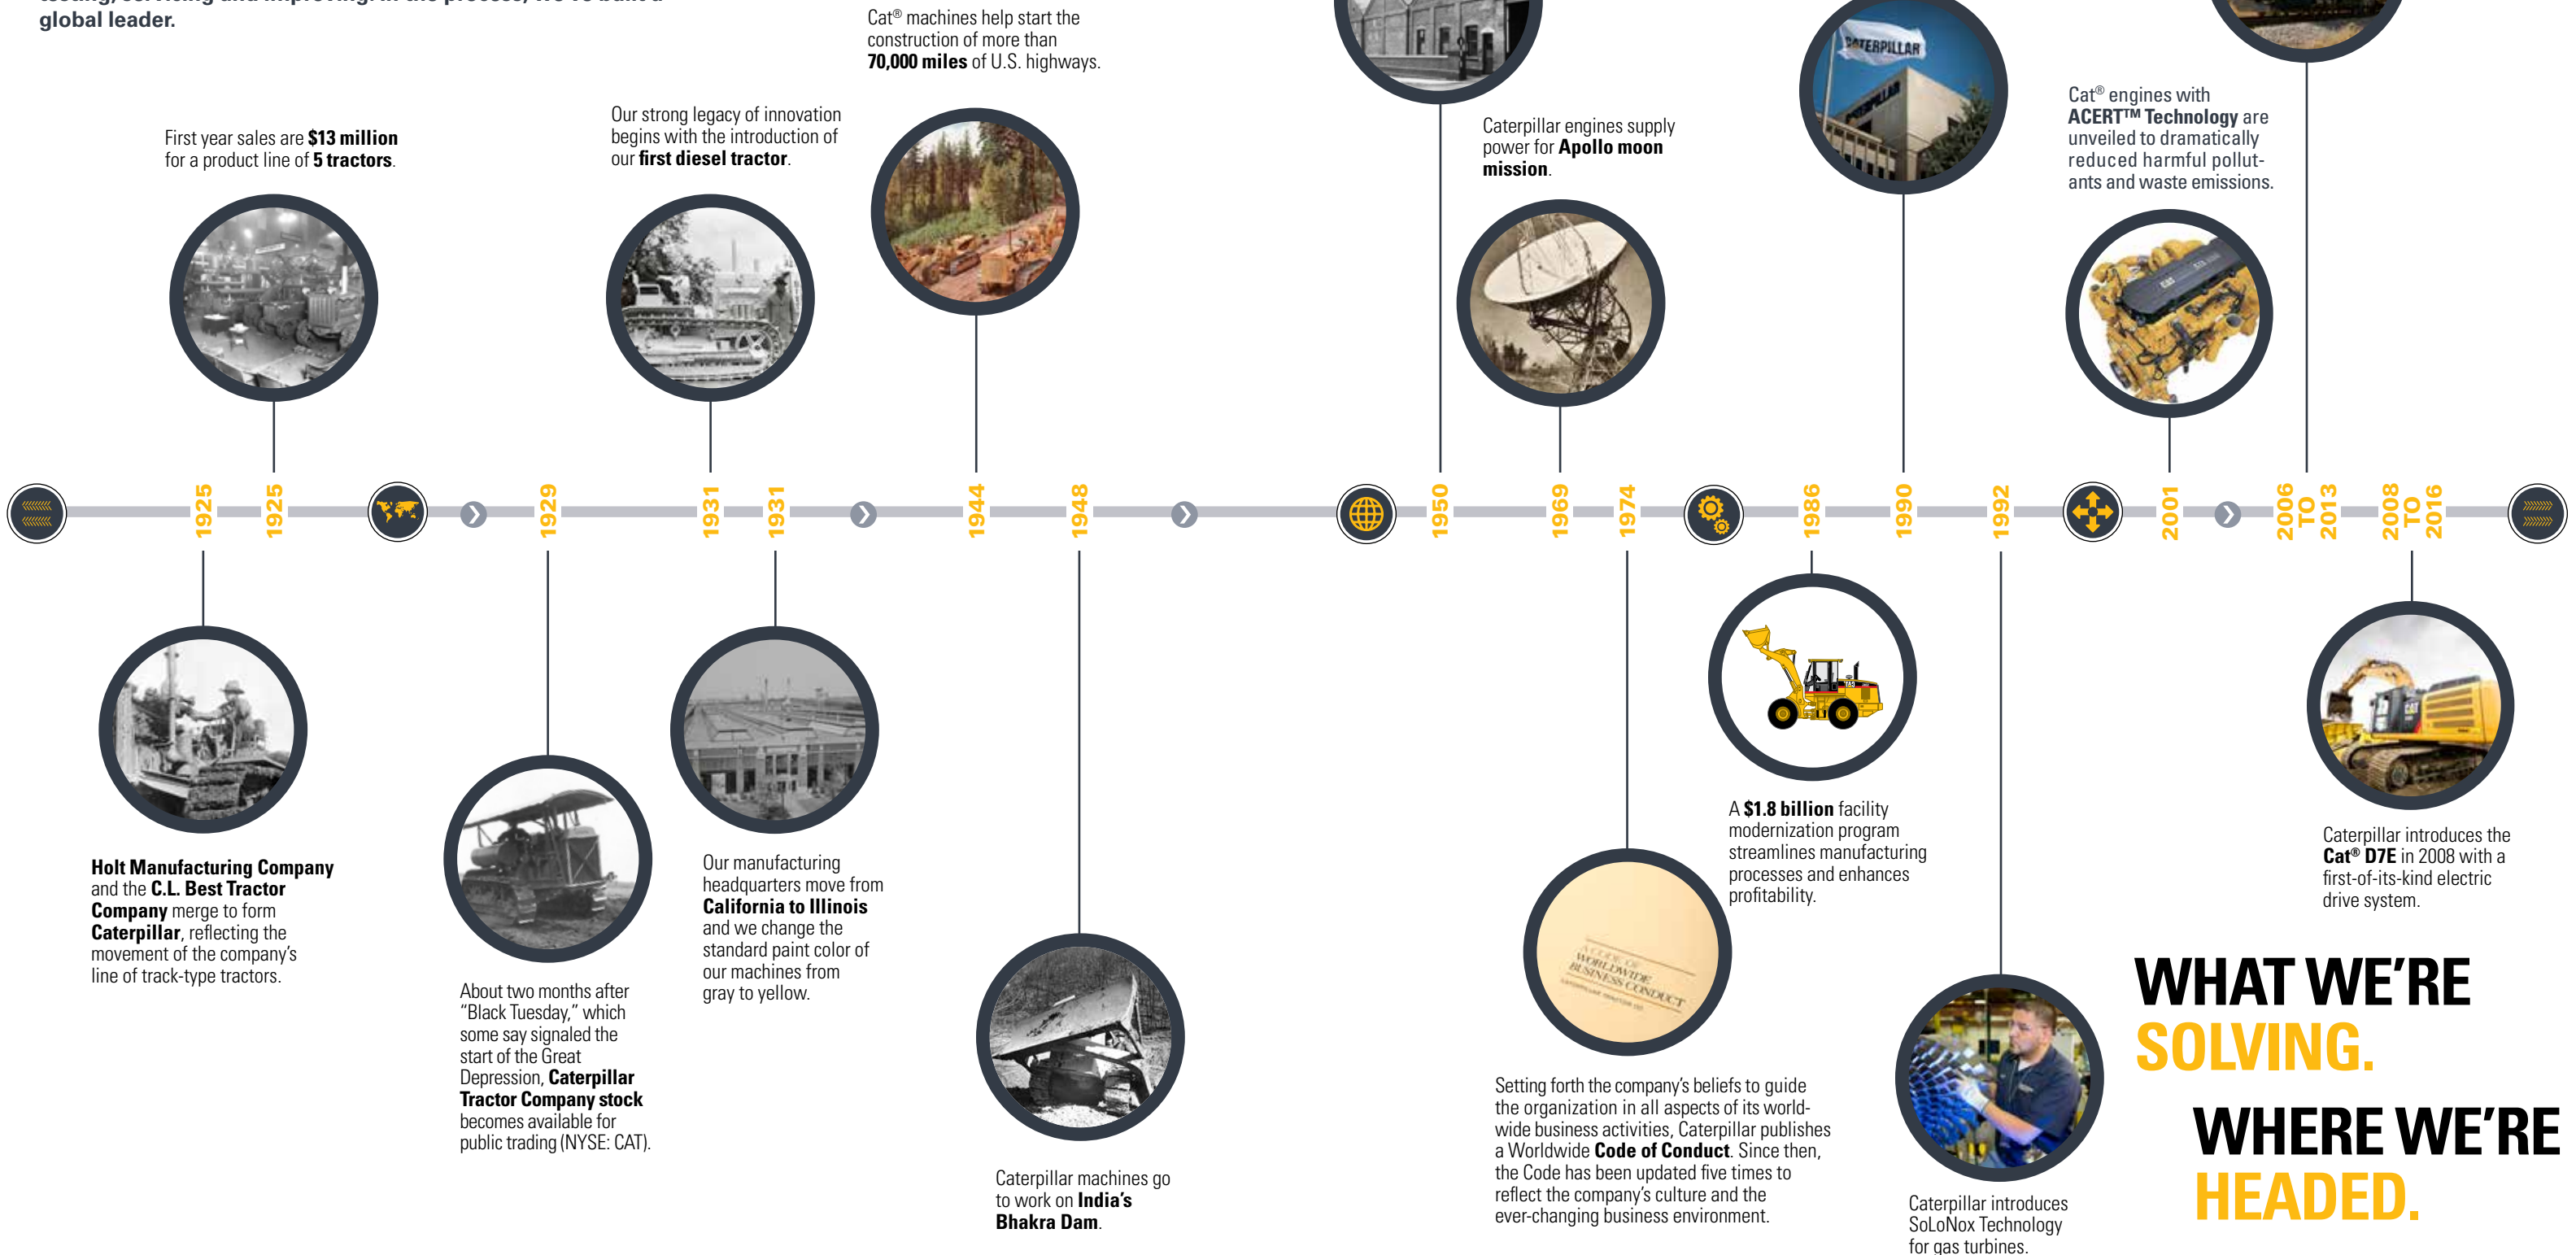 global leader.
Cat® machines help start the
construction of more than
70,000 miles of U.S. highways.
First year sales are $13 million
for a product line of 5 tractors.
Our strong legacy of innovation
begins with the introduction of
our first diesel tractor.
Caterpillar engines supply
power for Apollo moon
mission.
CATERPILLAR
CATERPILLAR
Cat® engines with
ACERT™ Technology are
unveiled to dramatically
reduced harmful pollut-
ants and waste emissions.
CAT
1925
1925
1929
1931
1931
1944
1948
1950
1969
1974
1986
1990
1992
2001
2006
TO
2013
2008
TO
2016
Holt Manufacturing Company
and the C.L. Best Tractor
Company merge to form
Caterpillar, reflecting the
movement of the company's
line of track-type tractors.
About two months after
“Black Tuesday,” which
some say signaled the
start of the Great
Depression, Caterpillar
Tractor Company stock
becomes available for
public trading (NYSE: CAT).
Our manufacturing
headquarters move from
California to Illinois
and we change the
standard paint color of
our machines from
gray to yellow.
Caterpillar machines go
to work on India's
Bhakra Dam.
A CODE OF
WORLDWIDE
BUSINESS CONDUCT
Setting forth the company's beliefs to guide
the organization in all aspects of its world-
wide business activities, Caterpillar publishes
a Worldwide Code of Conduct. Since then,
the Code has been updated five times to
reflect the company's culture and the
ever-changing business environment.
A $1.8 billion facility
modernization program
streamlines manufacturing
processes and enhances
profitability.
Caterpillar introduces
SoLoNox Technology
for gas turbines.
CAT
Caterpillar introduces the
Cat® D7E in 2008 with a
first-of-its-kind electric
drive system.
WHAT WE'RE
SOLVING.
WHERE WE'RE
HEADED.